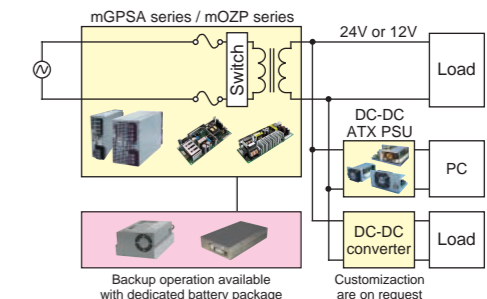 mGPSA series / mOZP series
Switch
24V or 12V
Load
DC-DC
ATX PSU
PC
DC-DC
converter
Load
Backup operation available
with dedicated battery package
Customizaction
are on request